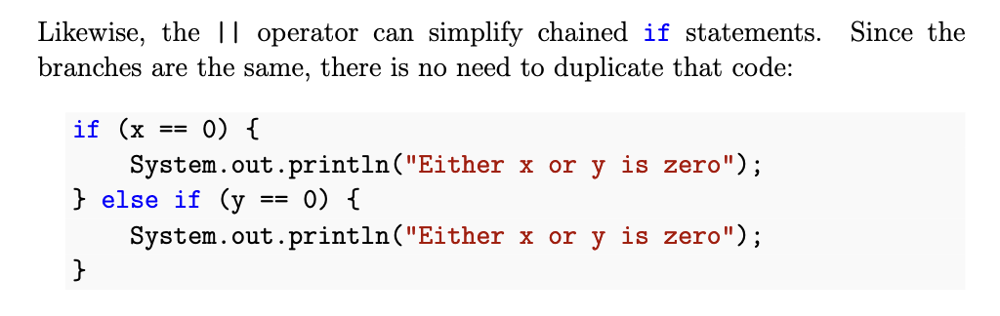 Likewise, the || operator can simplify chained if statements. Since the
branches are the same, there is no need to duplicate that code:
if (x == 0) {
    System.out.println("Either x or y is zero");
} else if (y == 0) {
    System.out.println("Either x or y is zero");
}